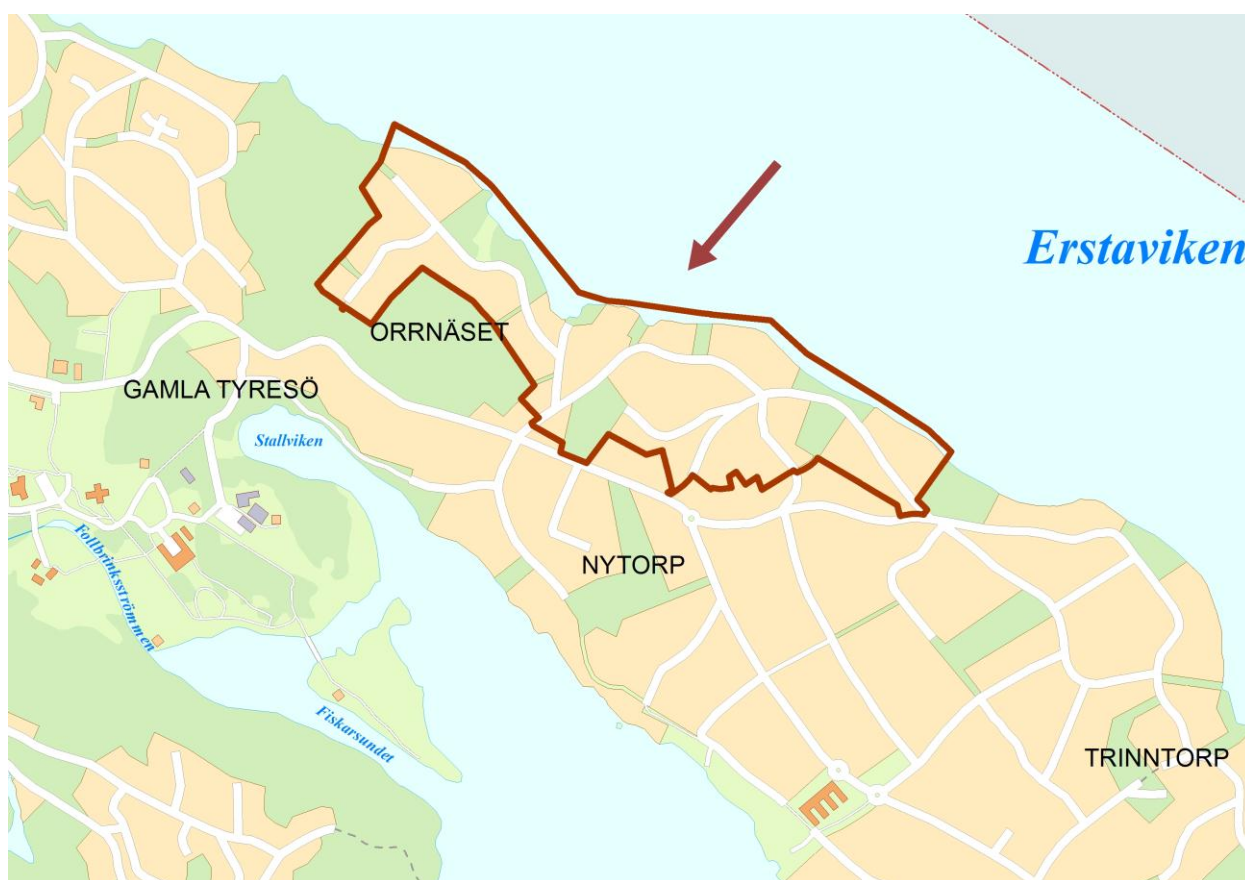 Erstaviken
ORRNÄSET
GAMLA TYRESÖ
Stallviken
Follbrinksströmmen
NYTORP
Fiskarsundet
TRINNTORP